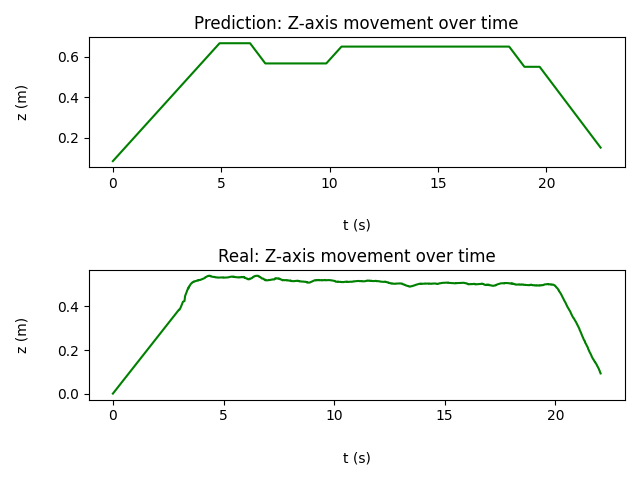 Prediction: Z-axis movement over time
z (m)
0.6
0.4
0.2
0 5 10 15 20
t (s)
Real: Z-axis movement over time
z (m)
0.4
0.2
0.0
0 5 10 15 20
t (s)